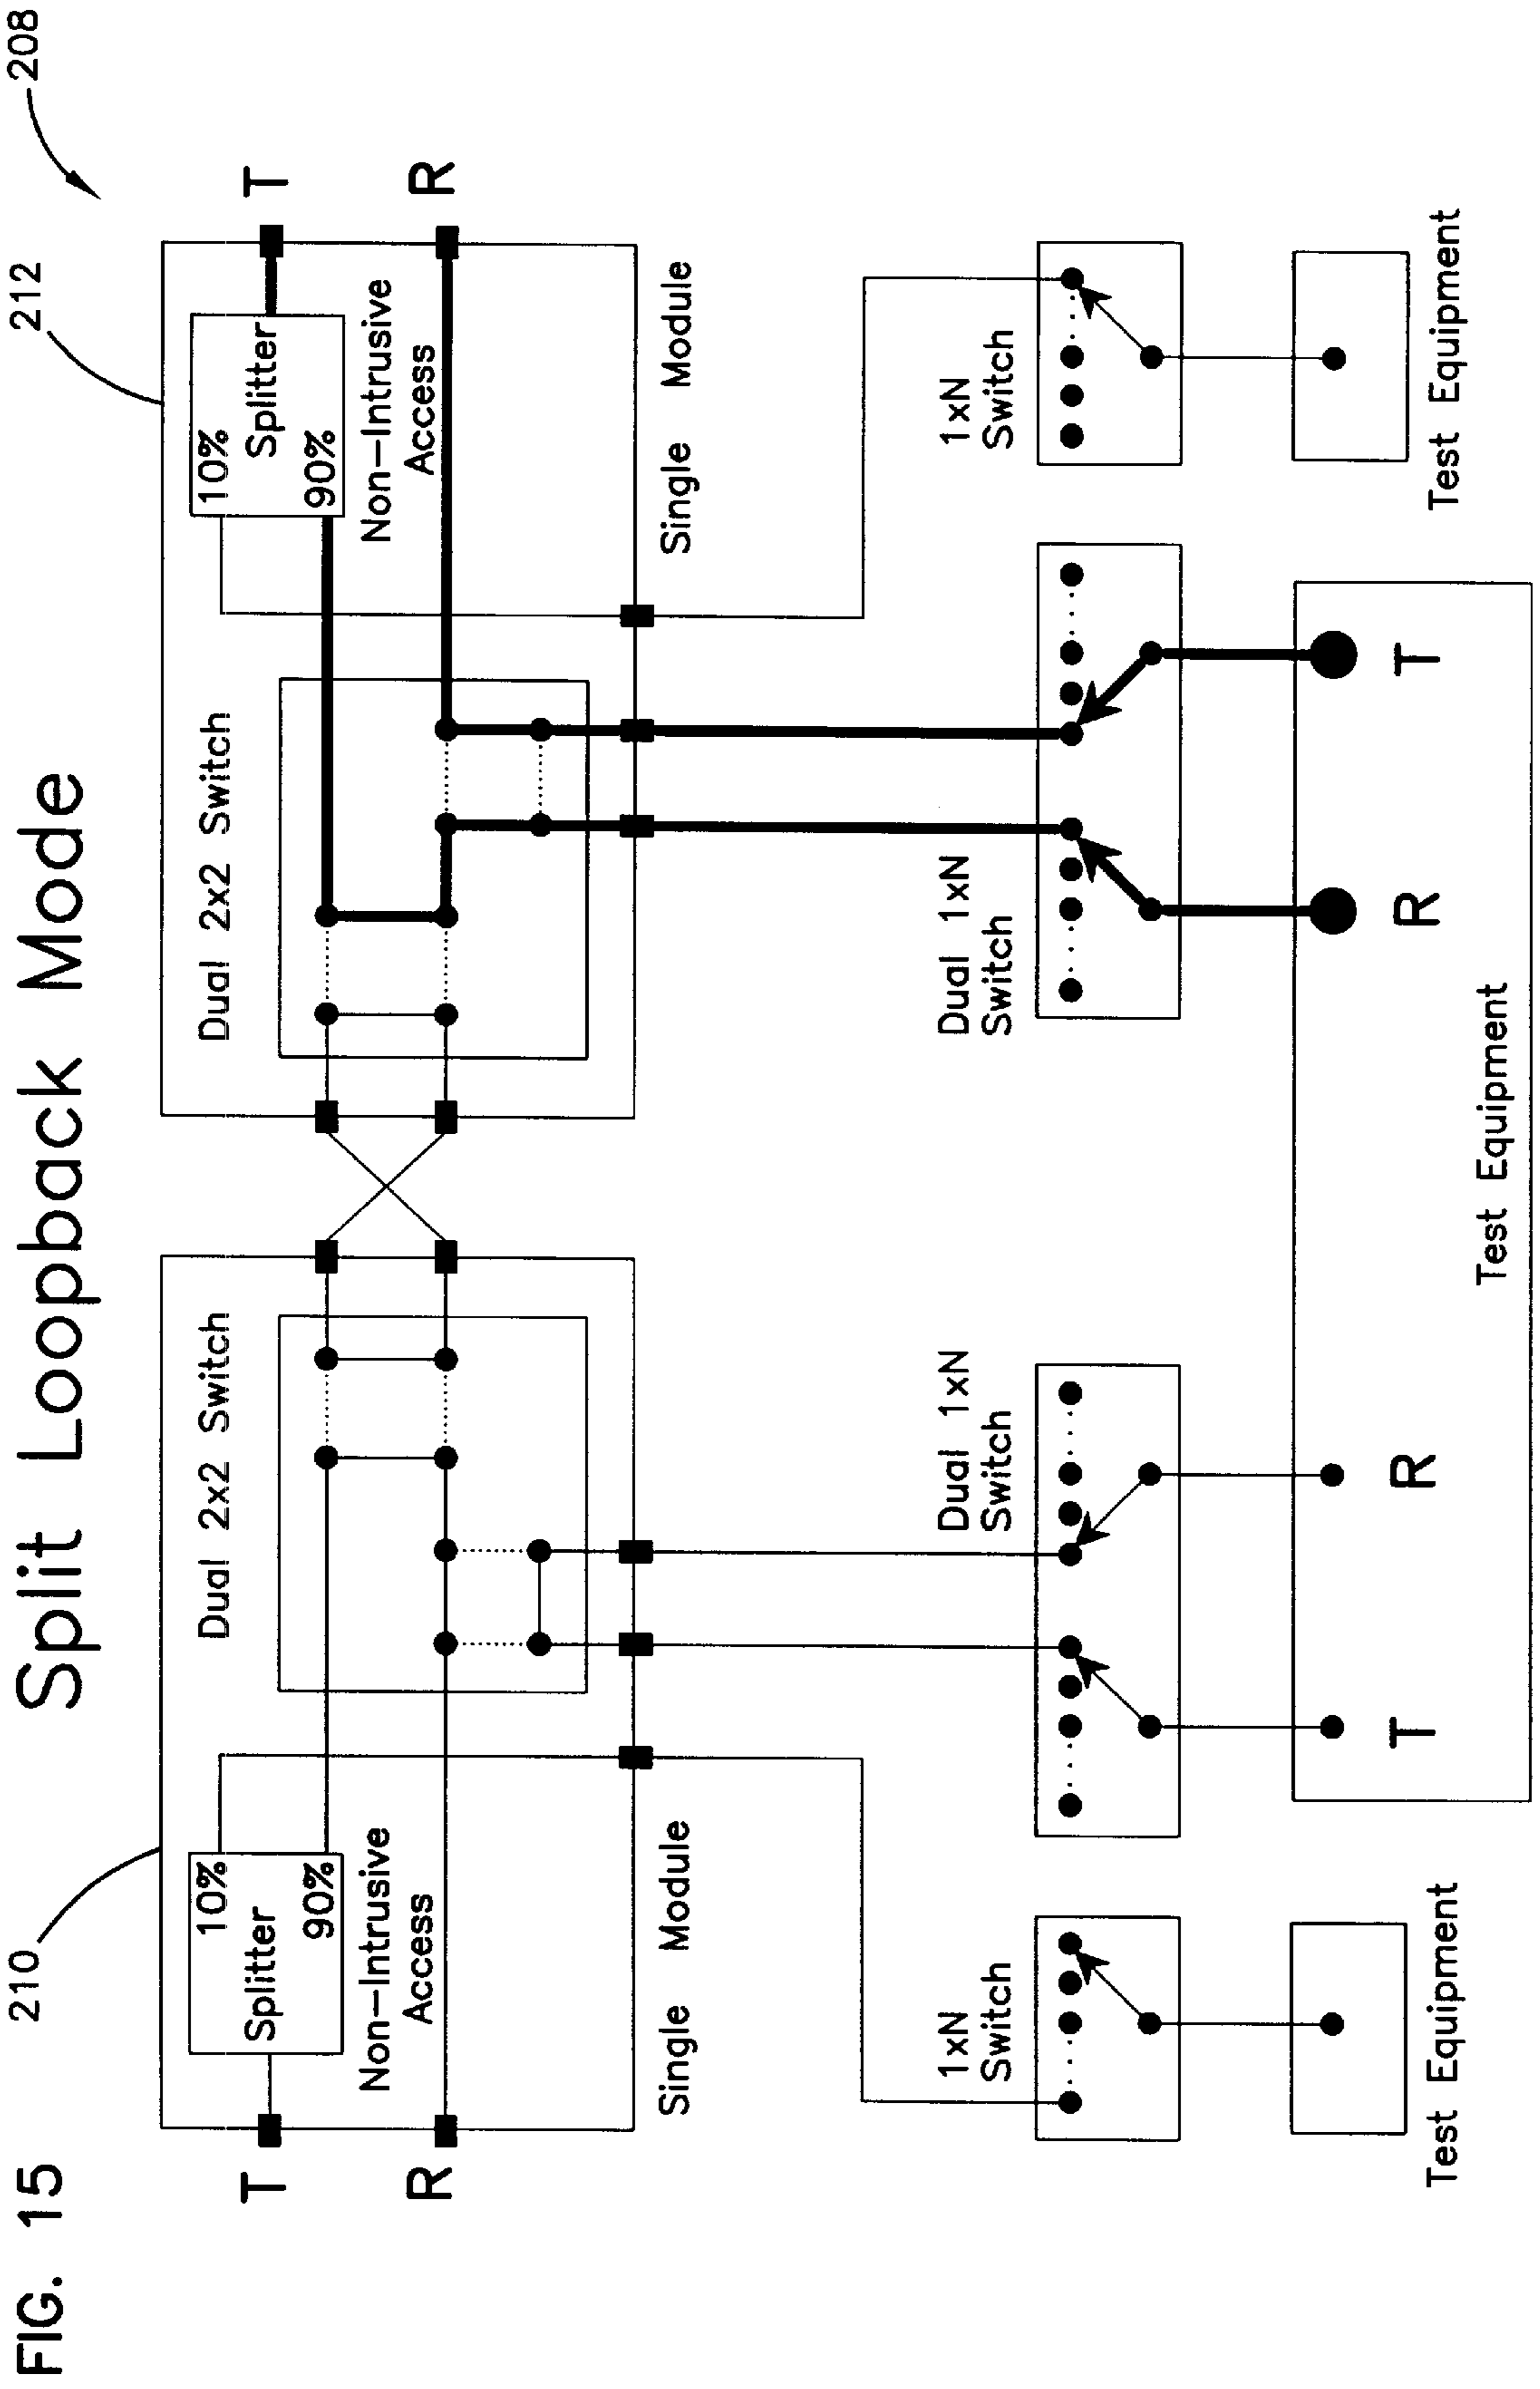 FIG. 15
Split Loopback Mode
208
210
212
T
R
10%
Splitter
90%
Non-Intrusive
Access
Dual 2x2 Switch
Single Module
Dual 2x2 Switch
10%
Splitter
90%
Non-Intrusive
Access
Single Module
T
R
1xN
Switch
Dual 1xN
Switch
Dual 1xN
Switch
1xN
Switch
Test Equipment
T
R
R
T
Test Equipment
Test Equipment